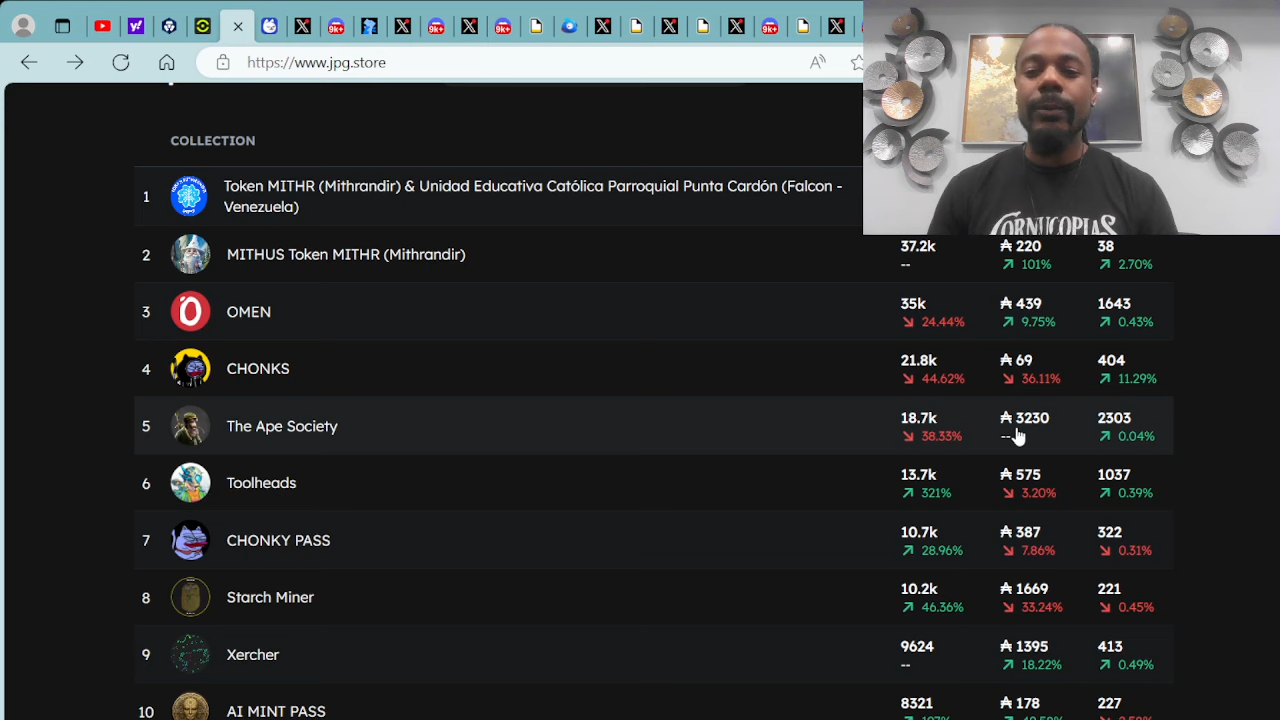 https://www.jpg.store
CORNUCOPIAS
COLLECTION
1 Token MITHR (Mithrandir) & Unidad Educativa Católica Parroquial Punta Cardón (Falcon -
Venezuela)
2 MITHUS Token MITHR (Mithrandir) 37.2k ₳ 220 38
-- 101% 2.70%
3 OMEN 35k ₳ 439 1643
24.44% 9.75% 0.43%
4 CHONKS 21.8k ₳ 69 404
44.62% 36.11% 11.29%
5 The Ape Society 18.7k ₳ 3230 2303
38.33% -- 0.04%
6 Toolheads 13.7k ₳ 575 1037
321% 3.20% 0.39%
7 CHONKY PASS 10.7k ₳ 387 322
28.96% 7.86% 0.31%
8 Starch Miner 10.2k ₳ 1669 221
46.36% 33.24% 0.45%
9 Xercher 9624 ₳ 1395 413
-- 18.22% 0.49%
10 AI MINT PASS 8321 ₳ 178 227